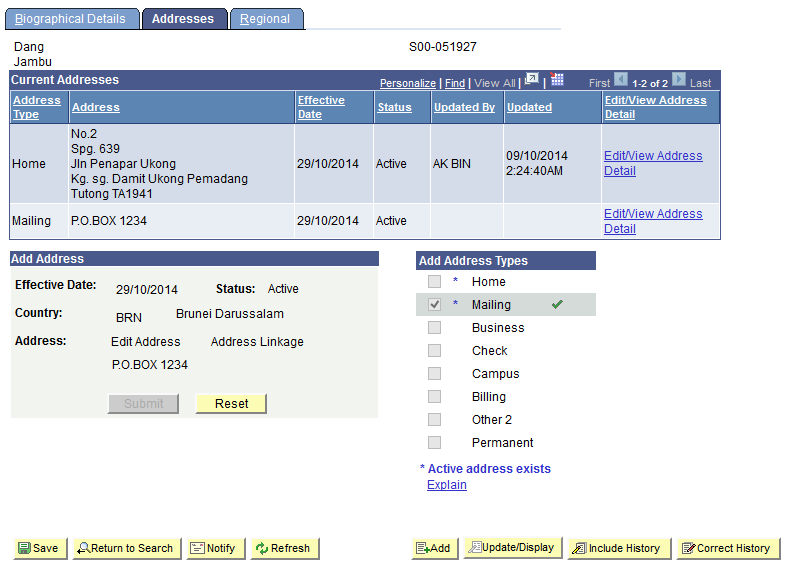 Biographical Details Addresses Regional
Dang S00-051927
Jambu
Current Addresses Personalize | Find | View All | | First 1-2 of 2 Last
Address Type Address Effective Date Status Updated By Updated Edit/View Address Detail
Home
No.2
Spg. 639
Jln Penapar Ukong
Kg. sg. Damit Ukong Pemadang
Tutong TA1941
29/10/2014 Active AK BIN
09/10/2014
2:24:40AM
Edit/View Address
Detail
Mailing P.O.BOX 1234 29/10/2014 Active
Edit/View Address
Detail
Add Address
Effective Date: 29/10/2014 Status: Active
Country: BRN Brunei Darussalam
Address: Edit Address Address Linkage
P.O.BOX 1234
Submit Reset
Add Address Types
* Home
* Mailing
Business
Check
Campus
Billing
Other 2
Permanent
* Active address exists
Explain
Save Return to Search Notify Refresh Add Update/Display Include History Correct History